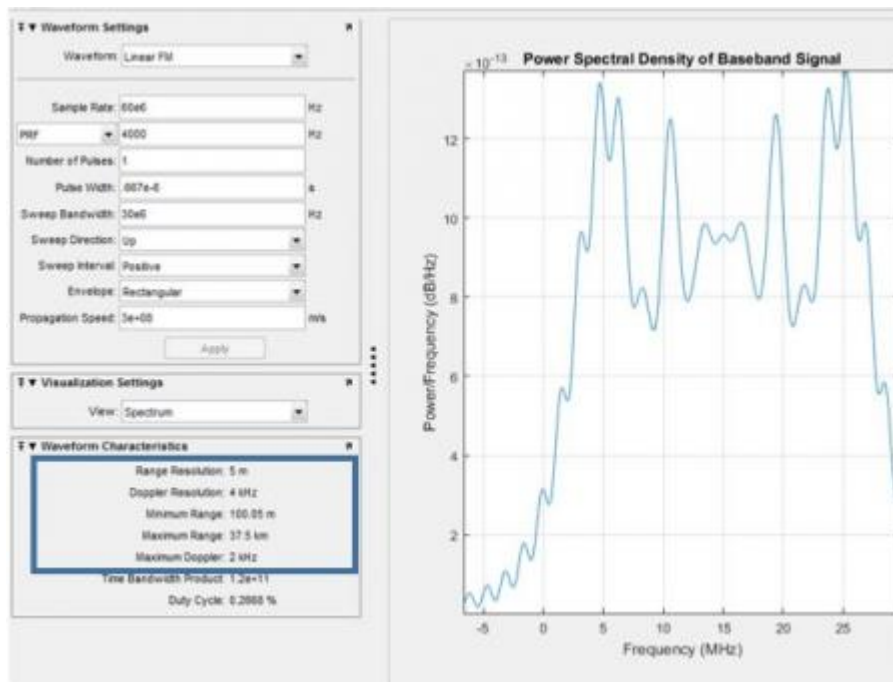 Waveform Settings
Waveform: Linear FM
Sample Rate: 60e6 Hz
PRF 4000 Hz
Number of Pulses: 1
Pulse Width: .667e-6 s
Sweep Bandwidth: 30e6 Hz
Sweep Direction: Up
Sweep Interval: Positive
Envelope: Rectangular
Propagation Speed: 3e+08 m/s
Apply
Visualization Settings
View: Spectrum
Waveform Characteristics
Range Resolution: 5 m
Doppler Resolution: 4 kHz
Minimum Range: 100.05 m
Maximum Range: 37.5 km
Maximum Doppler: 2 kHz
Time Bandwidth Product: 1.2e+11
Duty Cycle: 0.2668 %
× 10^-13 Power Spectral Density of Baseband Signal
Power/Frequency (dB/Hz)
12
10
8
6
4
2
-5 0 5 10 15 20 25
Frequency (MHz)